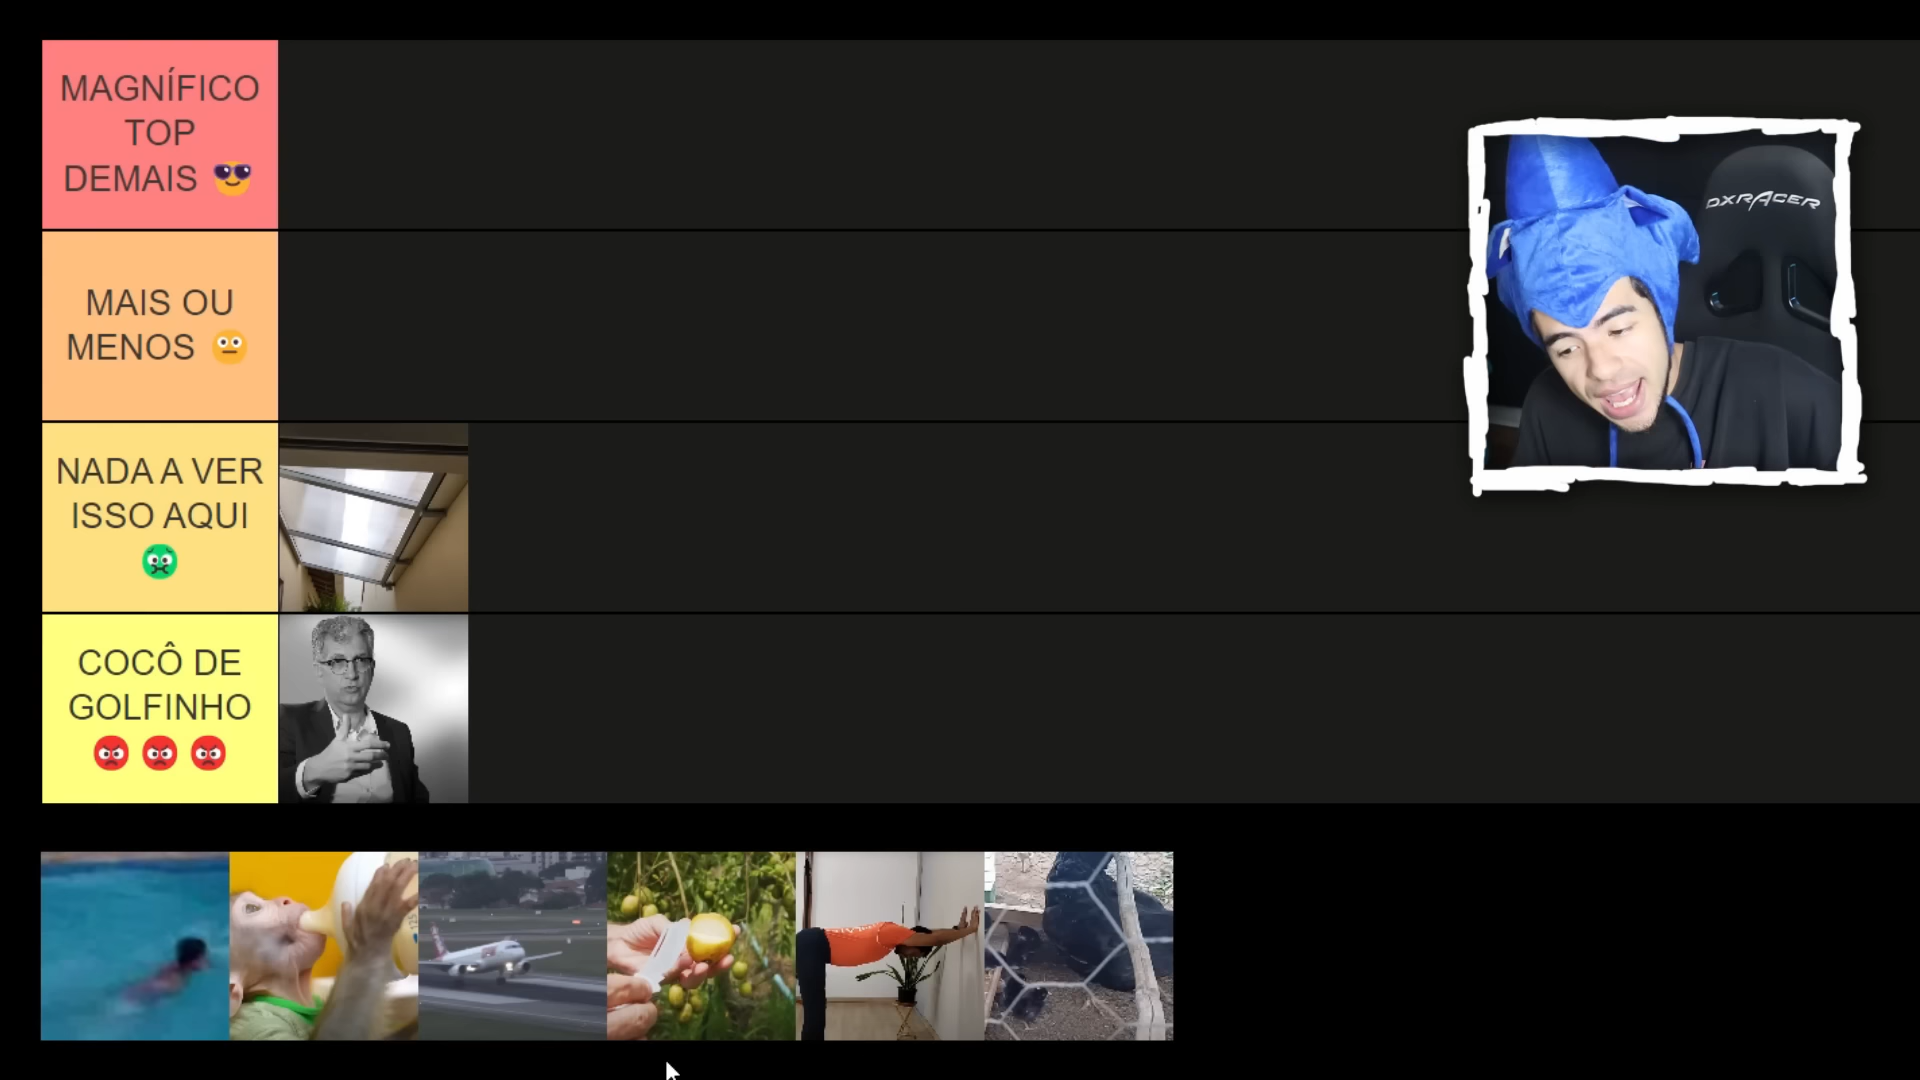 MAGNÍFICO
TOP
DEMAIS 😎
MAIS OU
MENOS 😐
NADA A VER
ISSO AQUI
🤢
COCÔ DE
GOLFINHO
😡 😡 😡
DXRACER